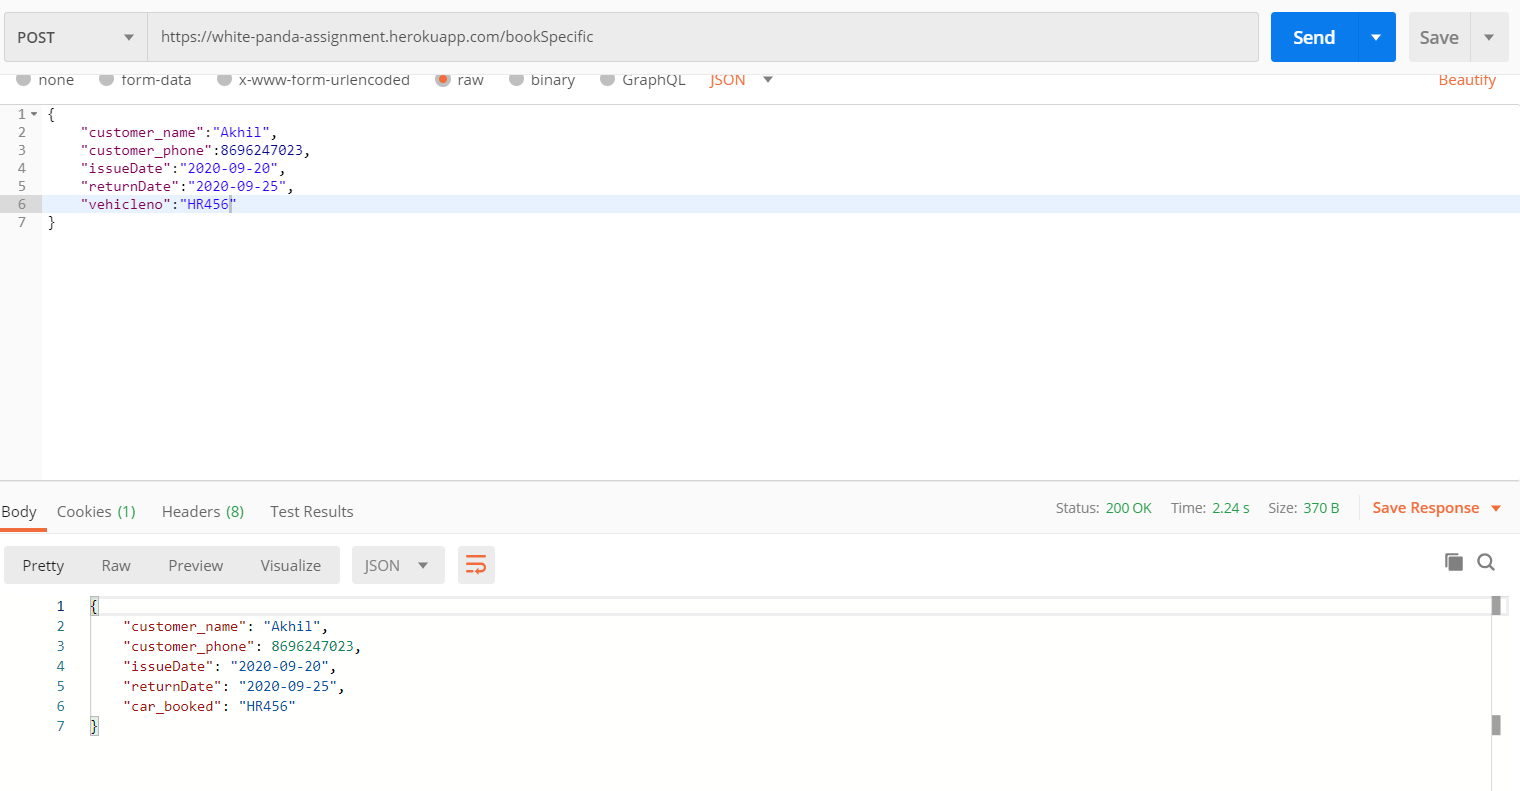 POST https://white-panda-assignment.herokuapp.com/bookSpecific Send Save
none form-data x-www-form-urlencoded raw binary GraphQL JSON Beautify
1 {
2 "customer_name":"Akhil",
3 "customer_phone":8696247023,
4 "issueDate":"2020-09-20",
5 "returnDate":"2020-09-25",
6 "vehicleno":"HR456"
7 }
Body Cookies (1) Headers (8) Test Results Status: 200 OK Time: 2.24 s Size: 370 B Save Response
Pretty Raw Preview Visualize JSON
1 {
2 "customer_name": "Akhil",
3 "customer_phone": 8696247023,
4 "issueDate": "2020-09-20",
5 "returnDate": "2020-09-25",
6 "car_booked": "HR456"
7 }